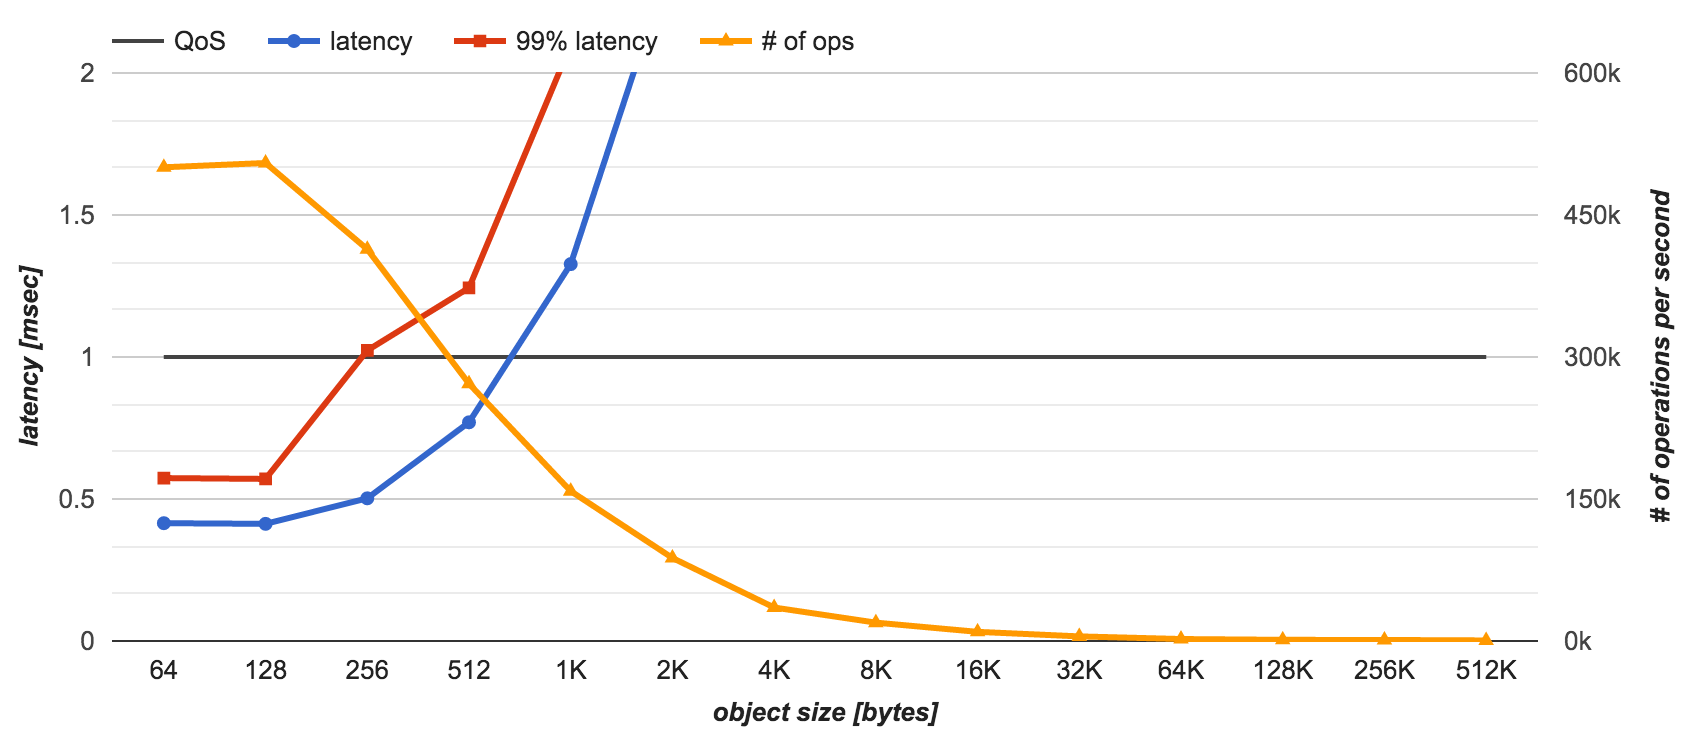 QoS latency 99% latency # of ops
2 600k
1.5 450k
1 300k
0.5 150k
0 0k
latency [msec]
# of operations per second
64 128 256 512 1K 2K 4K 8K 16K 32K 64K 128K 256K 512K
object size [bytes]